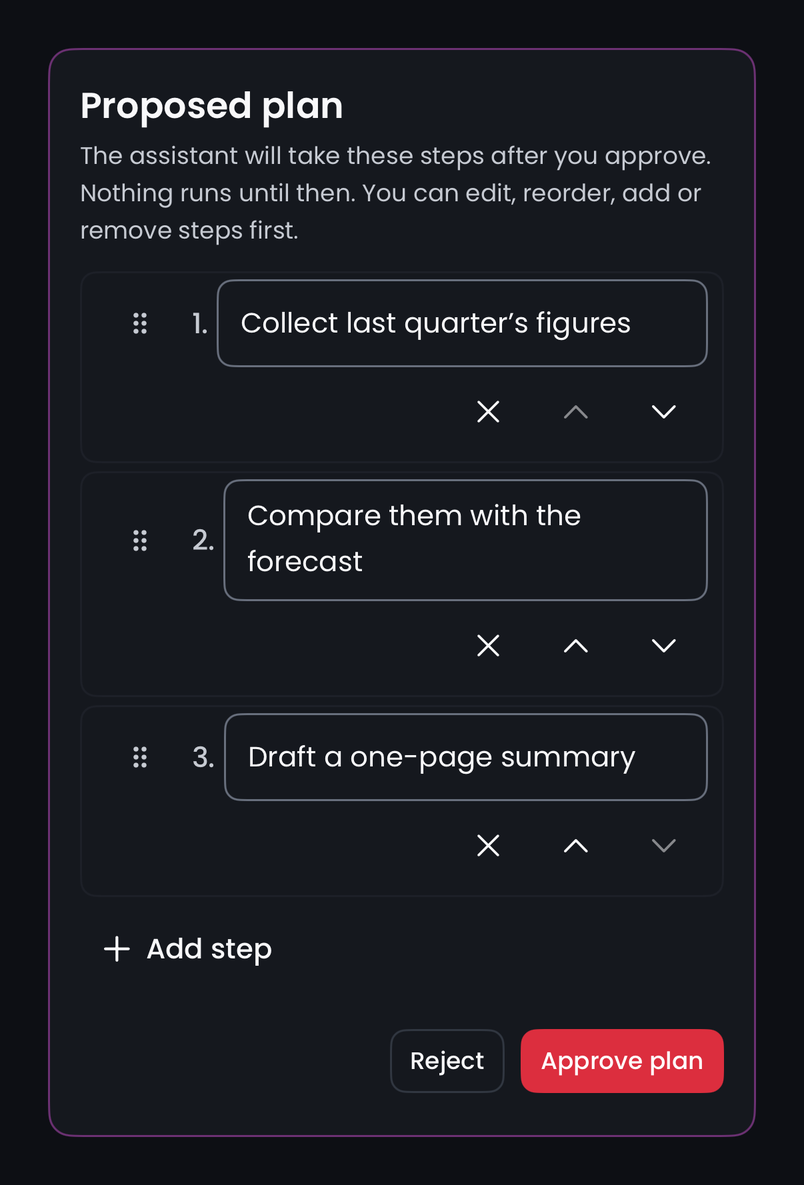 Proposed plan
The assistant will take these steps after you approve.
Nothing runs until then. You can edit, reorder, add or
remove steps first.
1. Collect last quarter’s figures
2. Compare them with the
forecast
3. Draft a one-page summary
Add step
Reject
Approve plan